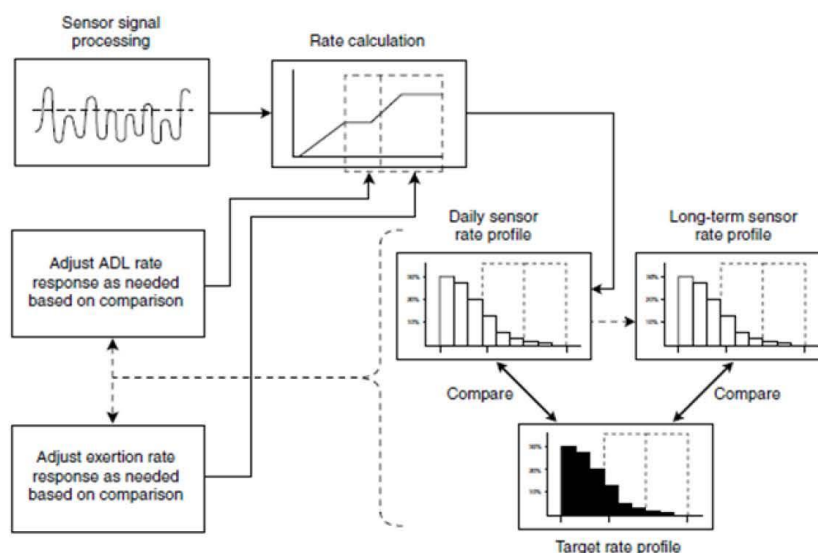 Sensor signal
processing
Rate calculation
Daily sensor
rate profile
Long-term sensor
rate profile
30%
20%
10%
30%
20%
10%
Adjust ADL rate
response as needed
based on comparison
Compare
Compare
Adjust exertion rate
response as needed
based on comparison
30%
20%
10%
Target rate profile